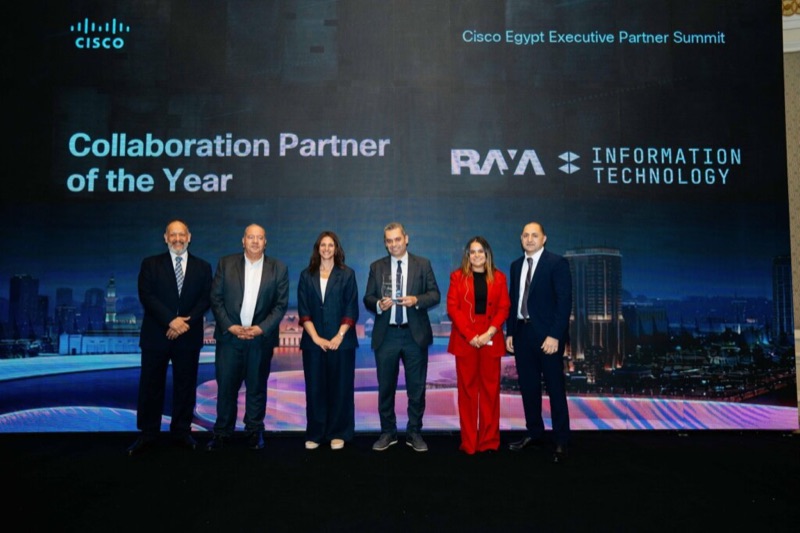 CISCO
Cisco Egypt Executive Partner Summit
Collaboration Partner
of the Year
RAYA
INFORMATION
TECHNOLOGY